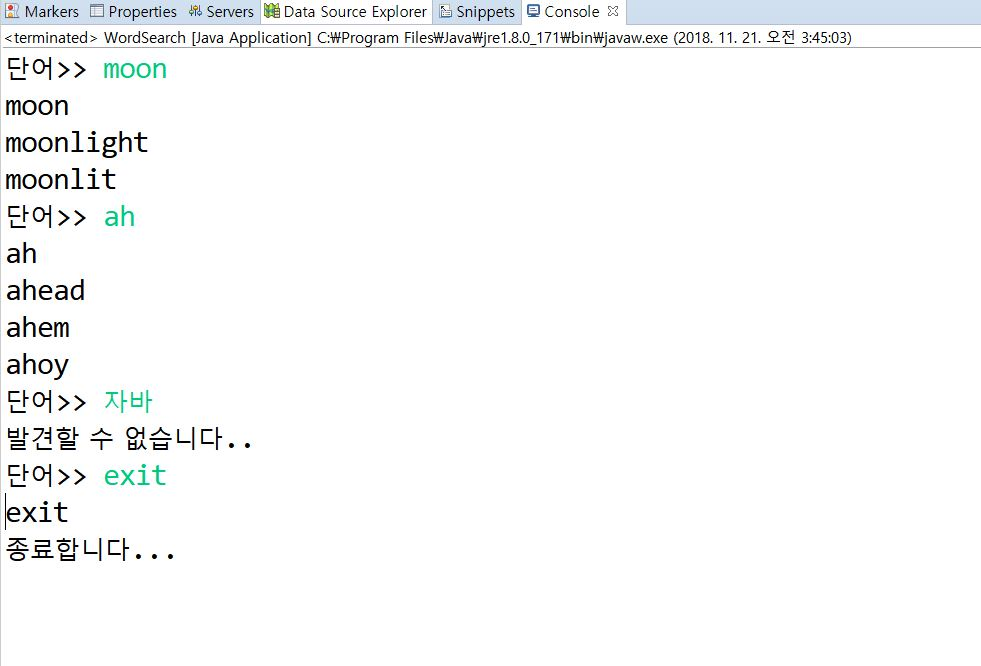 Markers Properties Servers Data Source Explorer Snippets Console
<terminated> WordSearch [Java Application] C:₩Program Files₩Java₩jre1.8.0_171₩bin₩javaw.exe (2018. 11. 21. 오전 3:45:03)
단어>> moon
moon
moonlight
moonlit
단어>> ah
ah
ahead
ahem
ahoy
단어>> 자바
발견할 수 없습니다..
단어>> exit
exit
종료합니다...